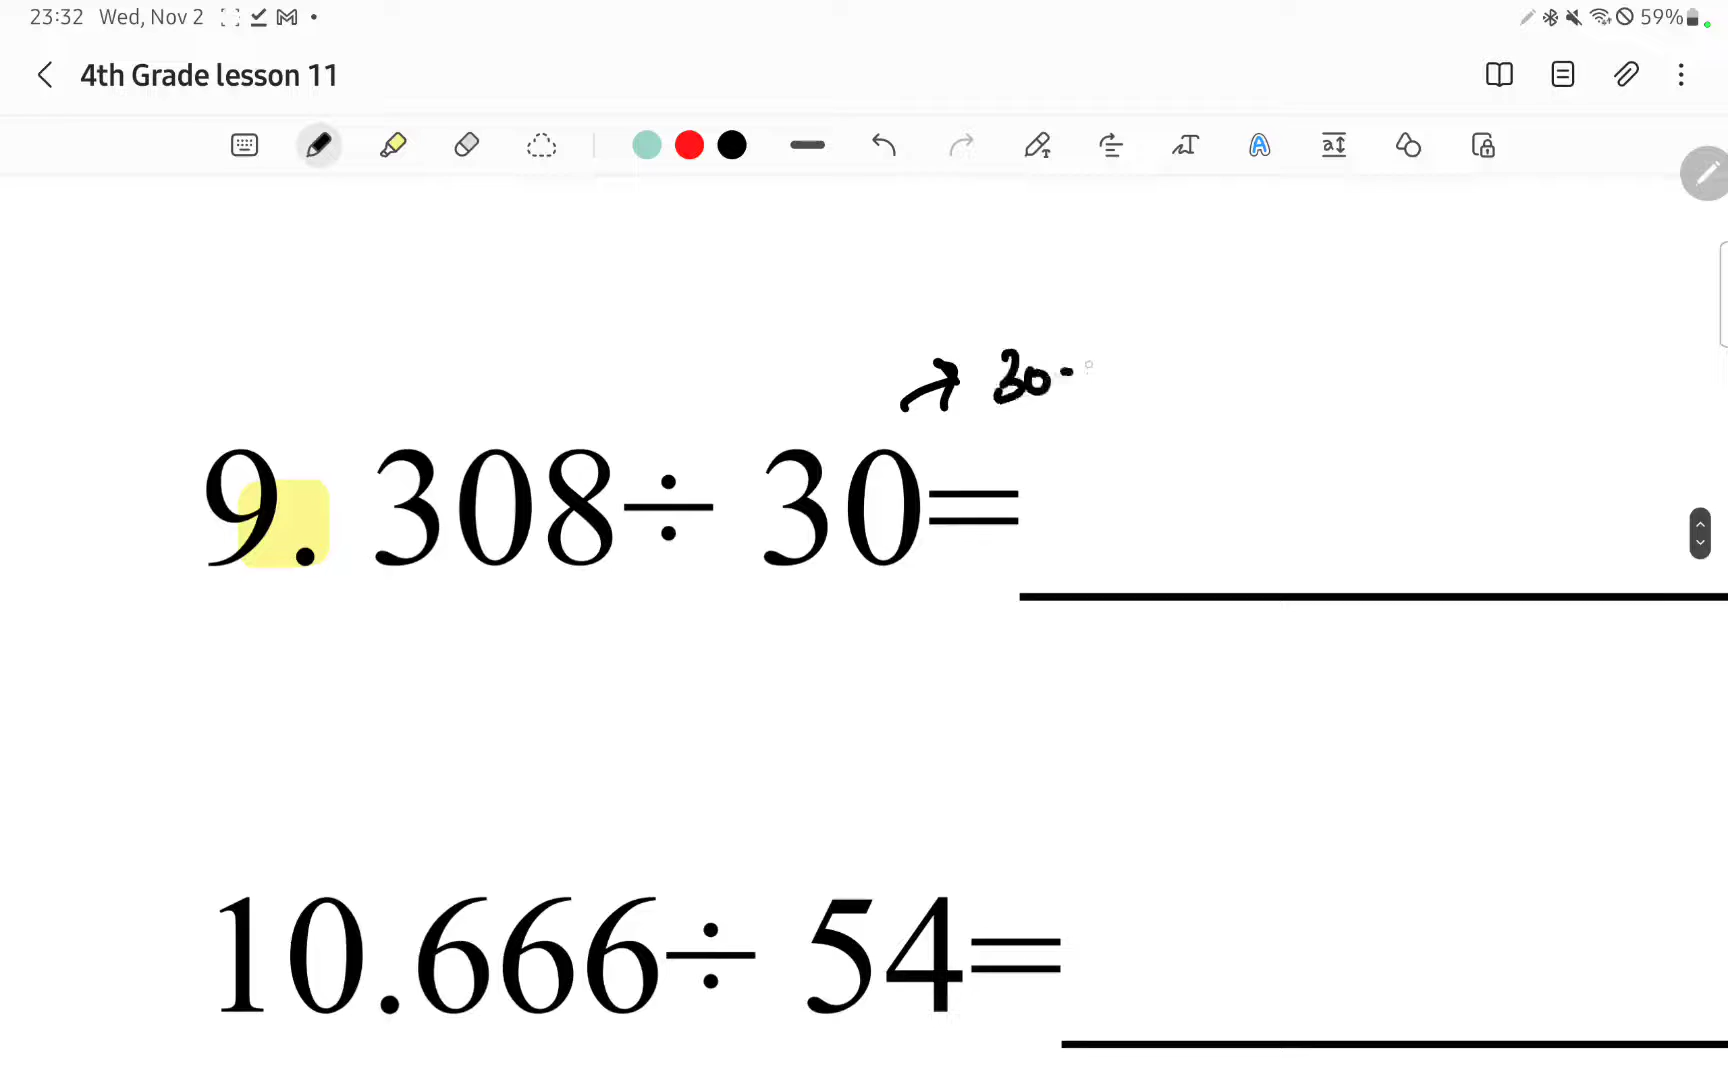 23:32 Wed, Nov 2 59%
4th Grade lesson 11
→ 30-
9. 308÷ 30=
10.666÷ 54=